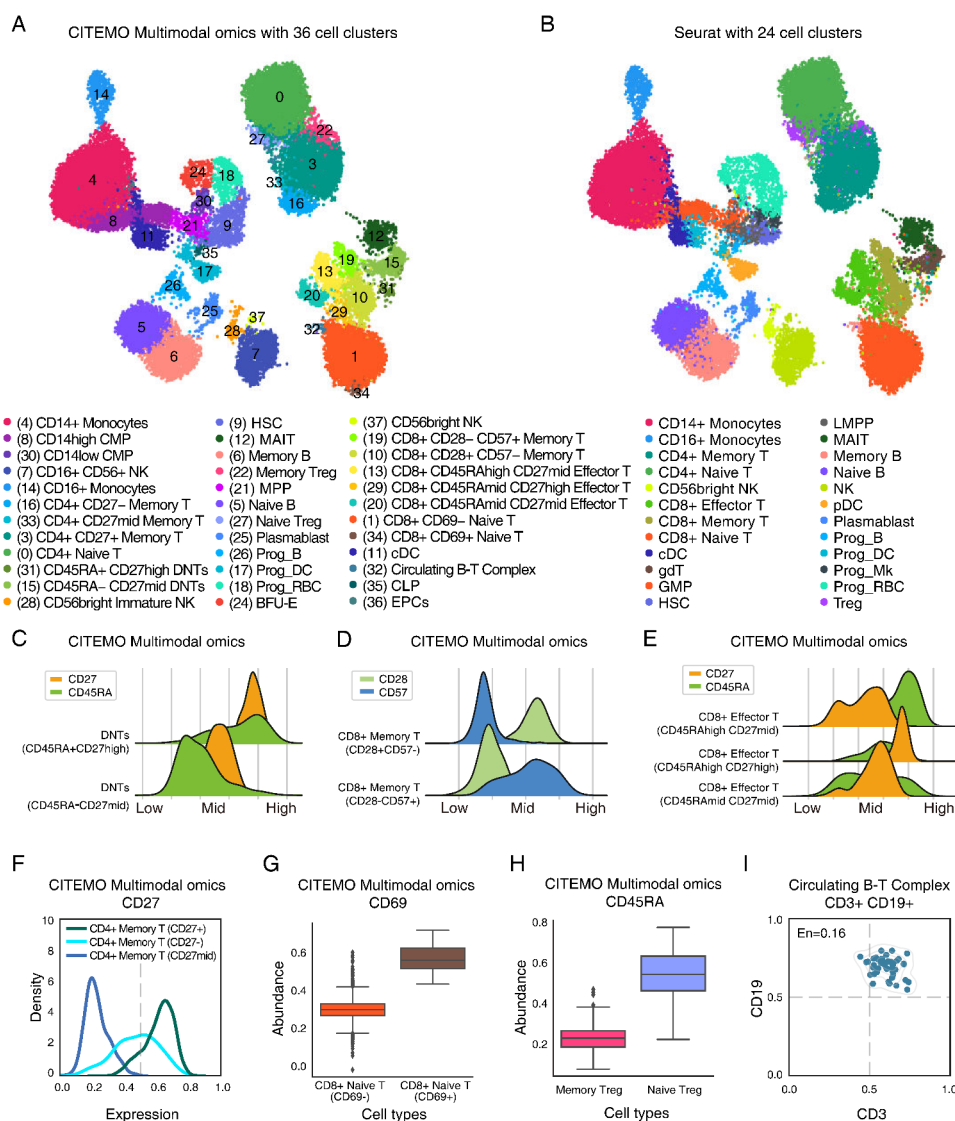 A
CITEMO Multimodal omics with 36 cell clusters
14
0
27
22
3
33
16
24
18
4
30
9
8
21
11
35
17
12
26
19
15
13
20
10
31
25
29
5
37
28
32
6
7
1
34
(4) CD14+ Monocytes
(8) CD14high CMP
(30) CD14low CMP
(7) CD16+ CD56+ NK
(14) CD16+ Monocytes
(16) CD4+ CD27− Memory T
(33) CD4+ CD27mid Memory T
(3) CD4+ CD27+ Memory T
(0) CD4+ Naive T
(31) CD45RA+ CD27high DNTs
(15) CD45RA− CD27mid DNTs
(28) CD56bright Immature NK
(9) HSC
(12) MAIT
(6) Memory B
(22) Memory Treg
(21) MPP
(5) Naive B
(27) Naive Treg
(25) Plasmablast
(26) Prog_B
(17) Prog_DC
(18) Prog_RBC
(24) BFU-E
(37) CD56bright NK
(19) CD8+ CD28− CD57+ Memory T
(10) CD8+ CD28+ CD57− Memory T
(13) CD8+ CD45RAhigh CD27mid Effector T
(29) CD8+ CD45RAmid CD27high Effector T
(20) CD8+ CD45RAmid CD27mid Effector T
(1) CD8+ CD69− Naive T
(34) CD8+ CD69+ Naive T
(11) cDC
(32) Circulating B-T Complex
(35) CLP
(36) EPCs
B
Seurat with 24 cell clusters
CD14+ Monocytes
CD16+ Monocytes
CD4+ Memory T
CD4+ Naive T
CD56bright NK
CD8+ Effector T
CD8+ Memory T
CD8+ Naive T
cDC
gdT
GMP
HSC
LMPP
MAIT
Memory B
Naive B
NK
pDC
Plasmablast
Prog_B
Prog_DC
Prog_Mk
Prog_RBC
Treg
C
CITEMO Multimodal omics
CD27
CD45RA
DNTs
(CD45RA+CD27high)
DNTs
(CD45RA-CD27mid)
Low Mid High
D
CITEMO Multimodal omics
CD28
CD57
CD8+ Memory T
(CD28+CD57-)
CD8+ Memory T
(CD28-CD57+)
Low Mid High
E
CITEMO Multimodal omics
CD27
CD45RA
CD8+ Effector T
(CD45RAhigh CD27mid)
CD8+ Effector T
(CD45RAhigh CD27high)
CD8+ Effector T
(CD45RAmid CD27mid)
Low Mid High
F
CITEMO Multimodal omics
CD27
CD4+ Memory T (CD27+)
CD4+ Memory T (CD27-)
CD4+ Memory T (CD27mid)
Density
10
8
6
4
2
0
0.0 0.2 0.4 0.6 0.8 1.0
Expression
G
CITEMO Multimodal omics
CD69
Abundance
0.6
0.4
0.2
0.0
CD8+ Naive T
(CD69-)
CD8+ Naive T
(CD69+)
Cell types
H
CITEMO Multimodal omics
CD45RA
Abundance
0.8
0.6
0.4
0.2
Memory Treg
Naive Treg
Cell types
I
Circulating B-T Complex
CD3+ CD19+
En=0.16
CD19
1.0
0.5
0.0
0.0 0.5 1.0
CD3